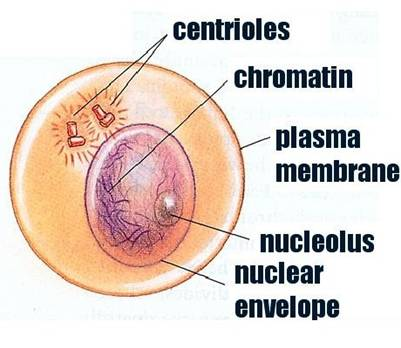 centrioles
chromatin
plasma
membrane
nucleolus
nuclear
envelope